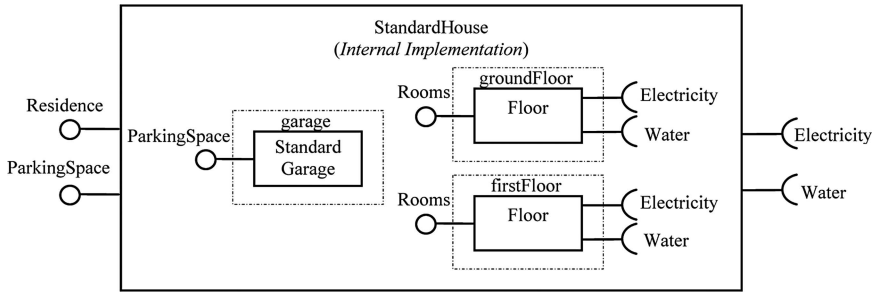 StandardHouse
(Internal Implementation)
Residence
ParkingSpace
ParkingSpace
garage
Standard
Garage
Rooms
groundFloor
Floor
Electricity
Water
Rooms
firstFloor
Floor
Electricity
Water
Electricity
Water